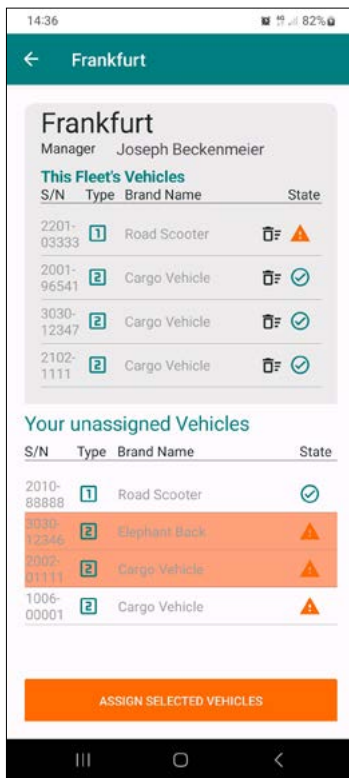 14:36 82%
Frankfurt
Frankfurt
Manager Joseph Beckenmeier
This Fleet's Vehicles
S/N Type Brand Name State
2201-
03333 1 Road Scooter
2001-
96541 2 Cargo Vehicle
3030-
12347 2 Cargo Vehicle
2102-
1111 2 Cargo Vehicle
Your unassigned Vehicles
S/N Type Brand Name State
2010-
88888 1 Road Scooter
3030-
12346 2 Elephant Back
2002-
01111 2 Cargo Vehicle
1006-
00001 2 Cargo Vehicle
ASSIGN SELECTED VEHICLES